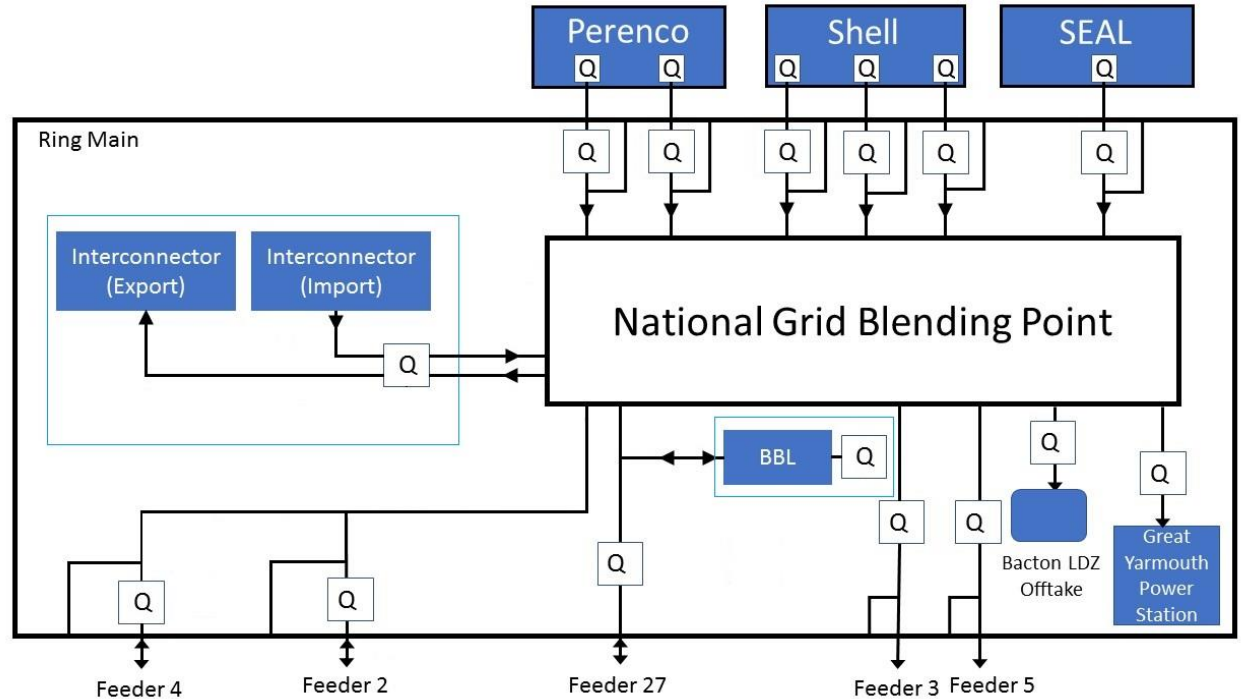 Perenco
Shell
SEAL
Q
Q
Q
Q
Q
Q
Ring Main
Q
Q
Q
Q
Q
Q
Interconnector
(Export)
Interconnector
(Import)
National Grid Blending Point
Q
BBL
Q
Q
Q
Q
Q
Q
Q
Q
Q
Bacton LDZ
Offtake
Great
Yarmouth
Power
Station
Feeder 4
Feeder 2
Feeder 27
Feeder 3
Feeder 5